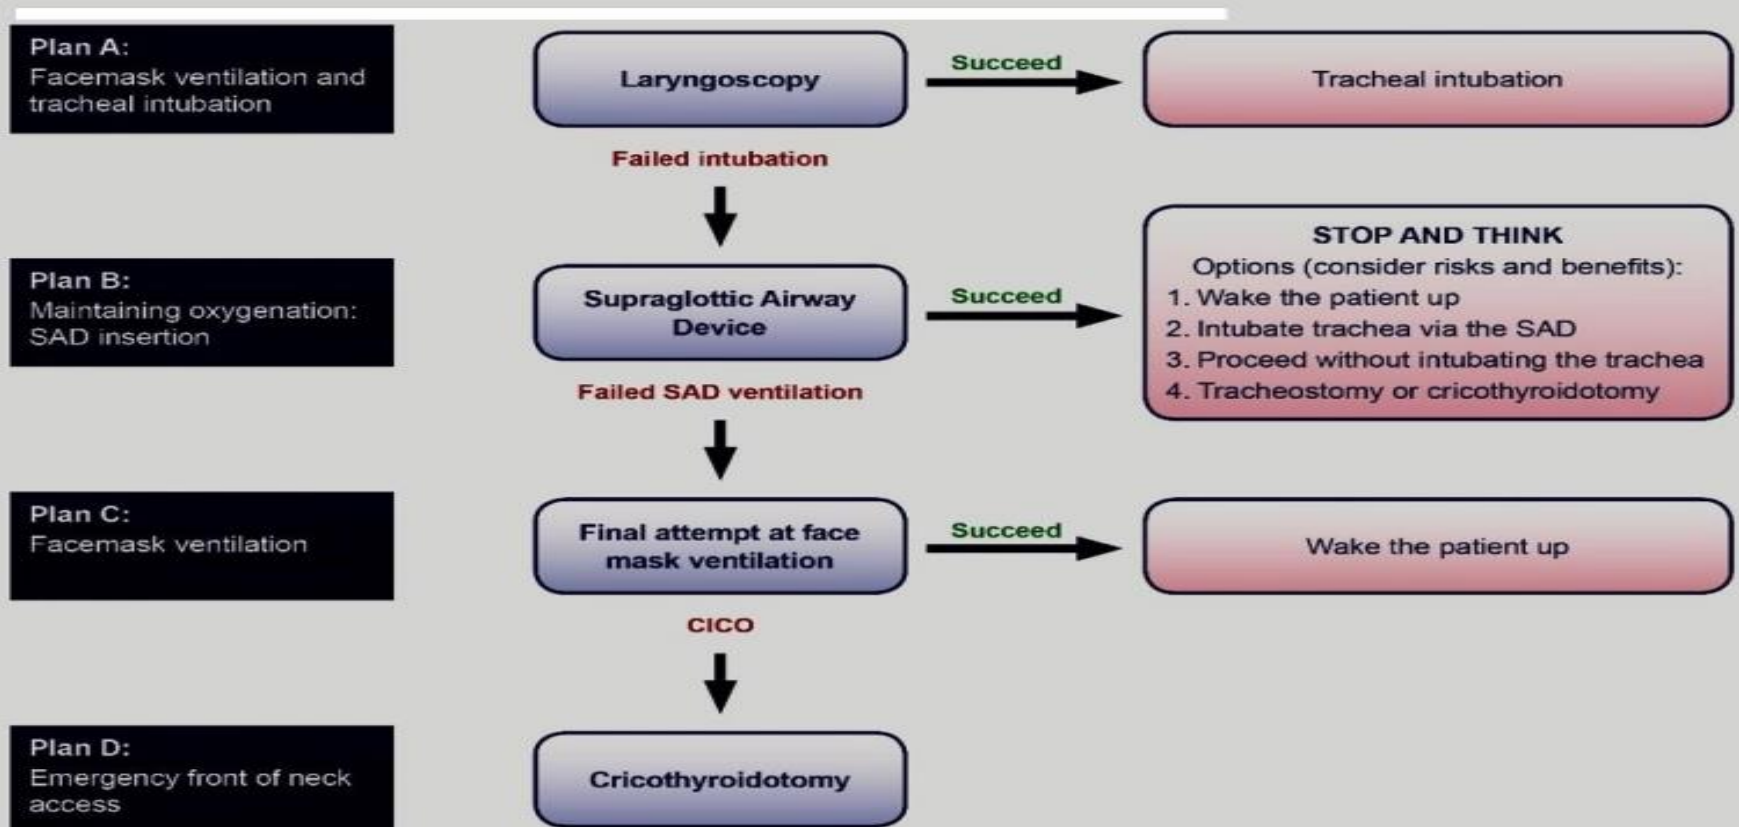 Plan A:
Facemask ventilation and
tracheal intubation
Laryngoscopy
Succeed
Tracheal intubation
Failed intubation
Plan B:
Maintaining oxygenation:
SAD insertion
Supraglottic Airway
Device
Succeed
STOP AND THINK
Options (consider risks and benefits):
1. Wake the patient up
2. Intubate trachea via the SAD
3. Proceed without intubating the trachea
4. Tracheostomy or cricothyroidotomy
Failed SAD ventilation
Plan C:
Facemask ventilation
Final attempt at face
mask ventilation
Succeed
Wake the patient up
CICO
Plan D:
Emergency front of neck
access
Cricothyroidotomy